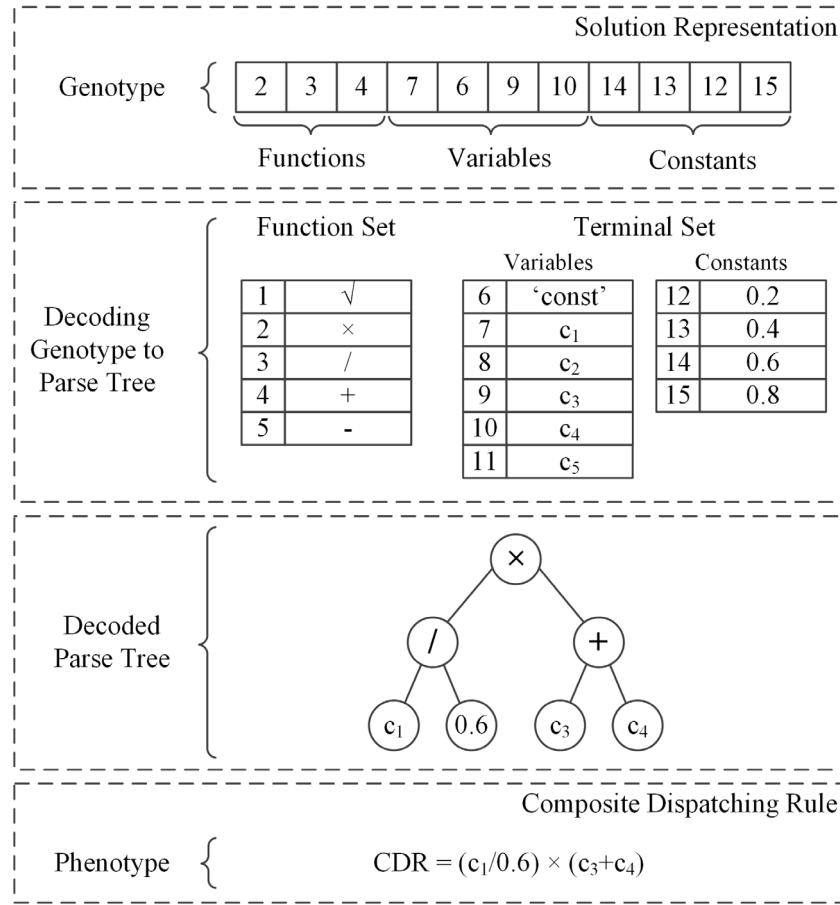 Solution Representation
Genotype 2 3 4 7 6 9 10 14 13 12 15
Functions Variables Constants
Function Set Terminal Set
Variables Constants
Decoding
Genotype to
Parse Tree
1 √
2 ×
3 /
4 +
5 -
6 ‘const’
7 c₁
8 c₂
9 c₃
10 c₄
11 c₅
12 0.2
13 0.4
14 0.6
15 0.8
Decoded
Parse Tree
×
/ +
c₁ 0.6 c₃ c₄
Composite Dispatching Rule
Phenotype CDR = (c₁/0.6) × (c₃+c₄)